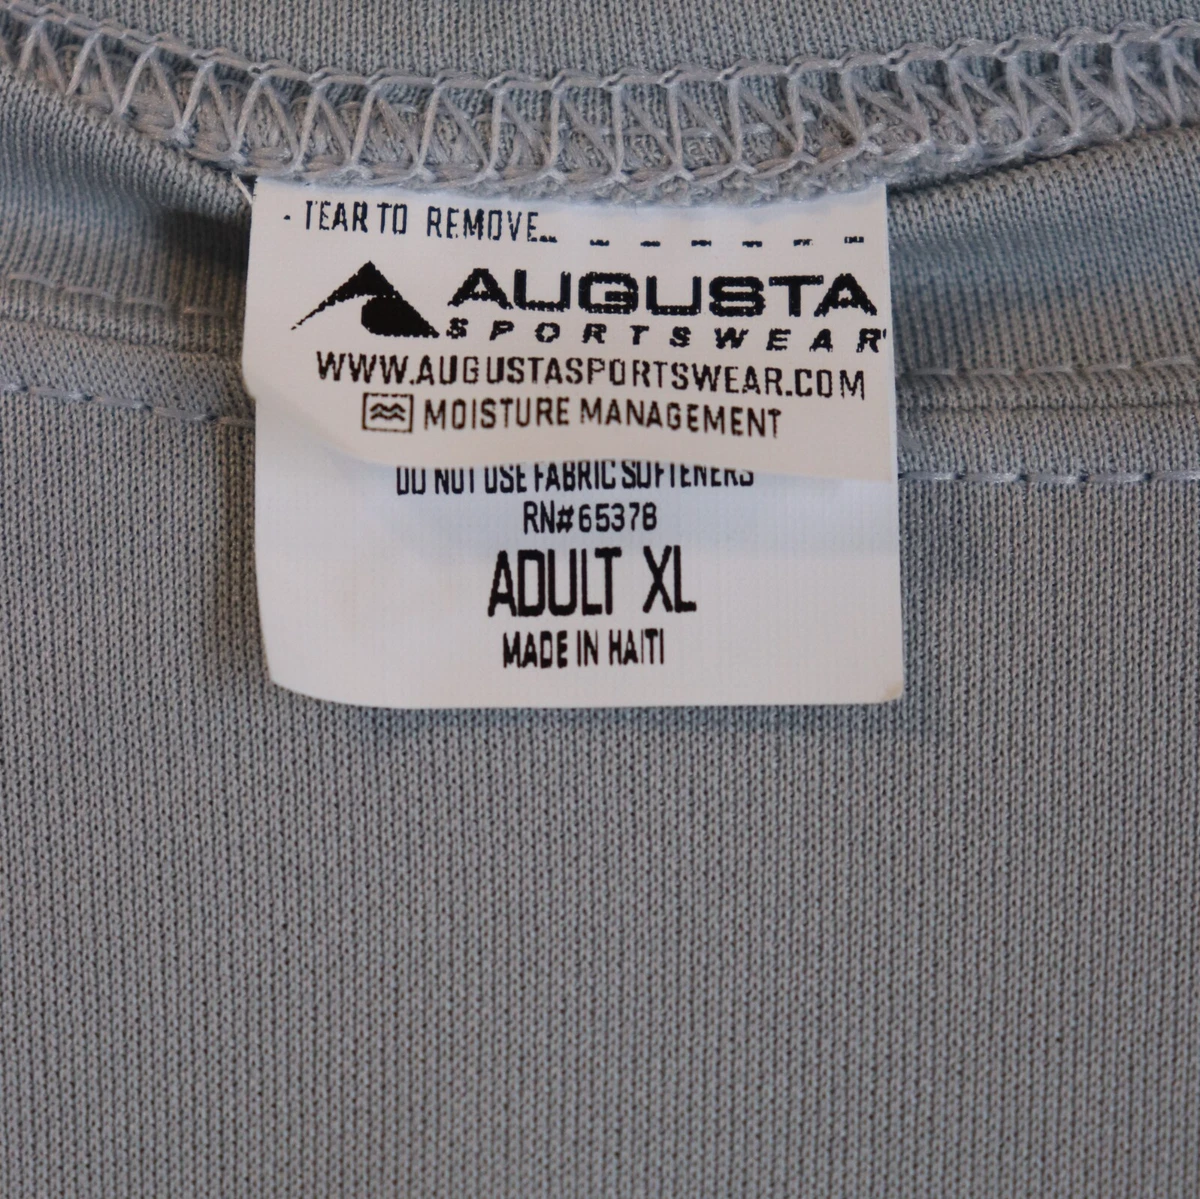 - TEAR TO REMOVE
AUGUSTA
SPORTSWEAR
WWW.AUGUSTASPORTSWEAR.COM
MOISTURE MANAGEMENT
DO NOT USE FABRIC SOFTENERS
RN#65378
ADULT XL
MADE IN HAITI